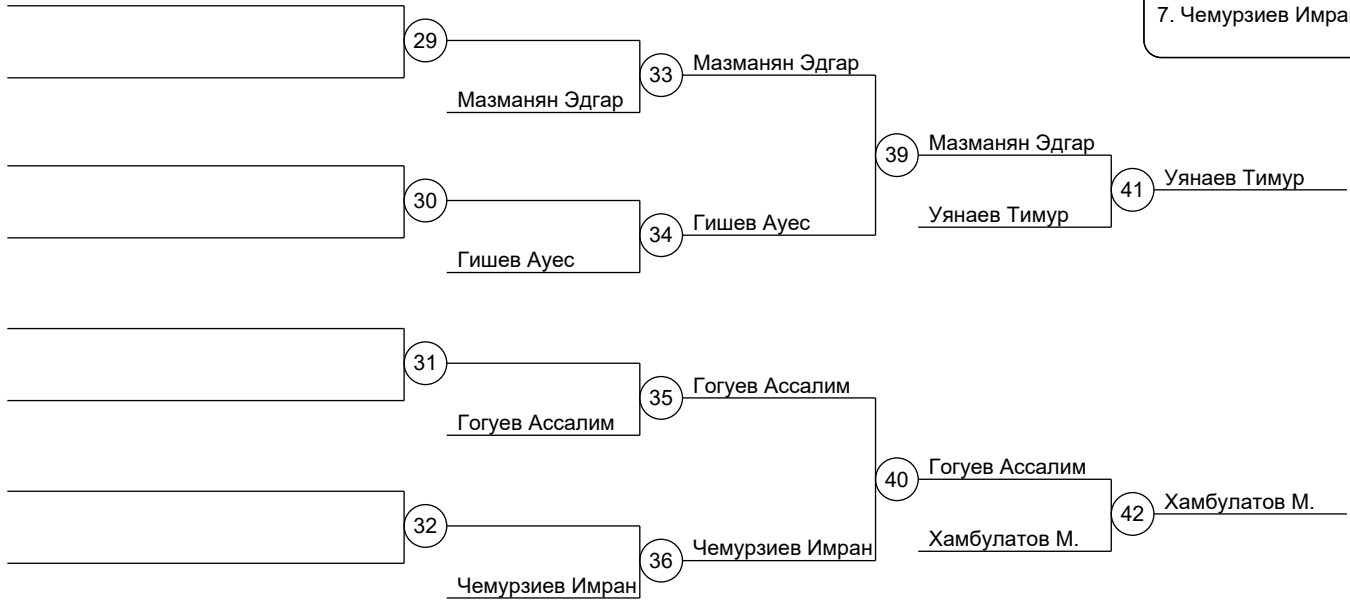 7. Чемурзиев Имран
29
33
Мазманян Эдгар
Мазманян Эдгар
39
Мазманян Эдгар
41
Уянаев Тимур
30
34
Гишев Ауес
Уянаев Тимур
Гишев Ауес
31
35
Гогуев Ассалим
Гогуев Ассалим
40
Гогуев Ассалим
42
Хамбулатов М.
32
36
Чемурзиев Имран
Хамбулатов М.
Чемурзиев Имран